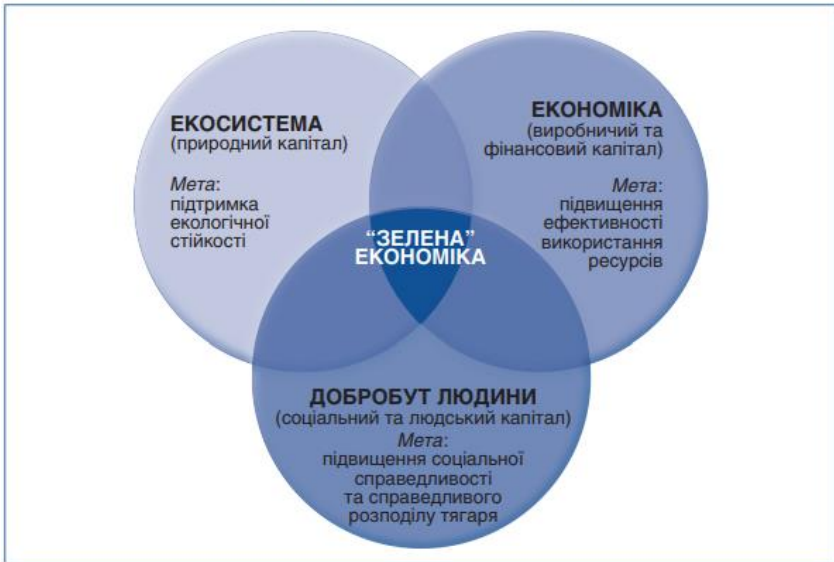 ЕКОСИСТЕМА
(природний капітал)
Мета:
підтримка
екологічної
стійкості
ЕКОНОМІКА
(виробничий та
фінансовий капітал)
Мета:
підвищення
ефективності
використання
ресурсів
“ЗЕЛЕНА”
ЕКОНОМІКА
ДОБРОБУТ ЛЮДИНИ
(соціальний та людський капітал)
Мета:
підвищення соціальної
справедливості
та справедливого
розподілу тягаря